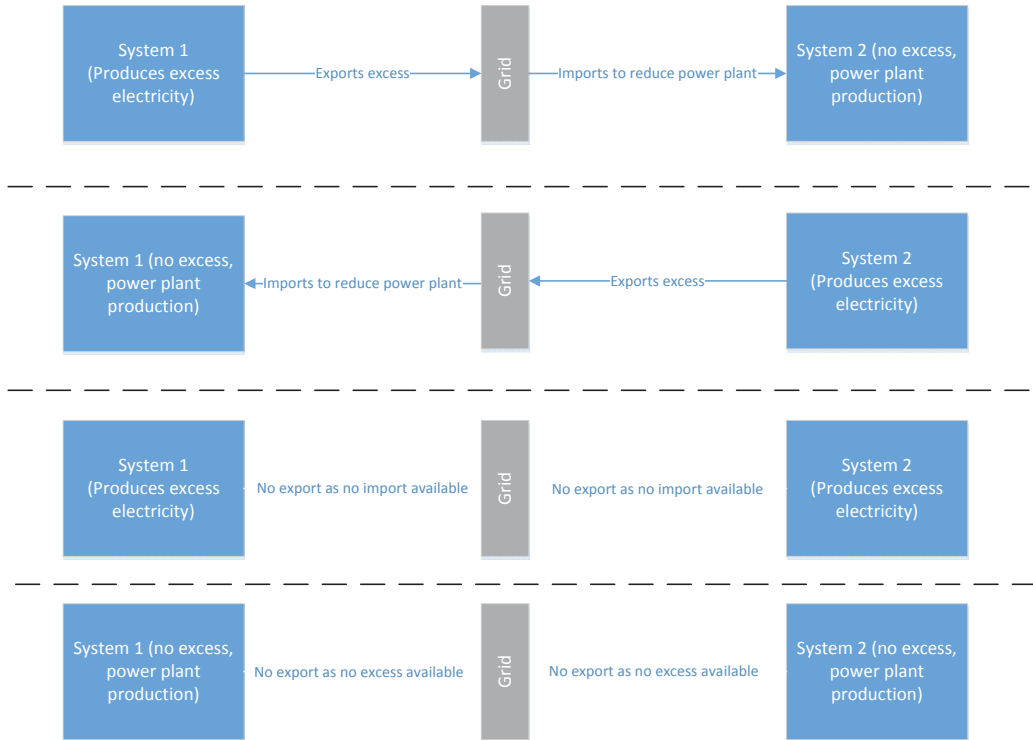 System 1
(Produces excess
electricity)
Exports excess
Grid
Imports to reduce power plant
System 2 (no excess,
power plant
production)
System 1 (no excess,
power plant
production)
Imports to reduce power plant
Grid
Exports excess
System 2
(Produces excess
electricity)
System 1
(Produces excess
electricity)
No export as no import available
Grid
No export as no import available
System 2
(Produces excess
electricity)
System 1 (no excess,
power plant
production)
No export as no excess available
Grid
No export as no excess available
System 2 (no excess,
power plant
production)